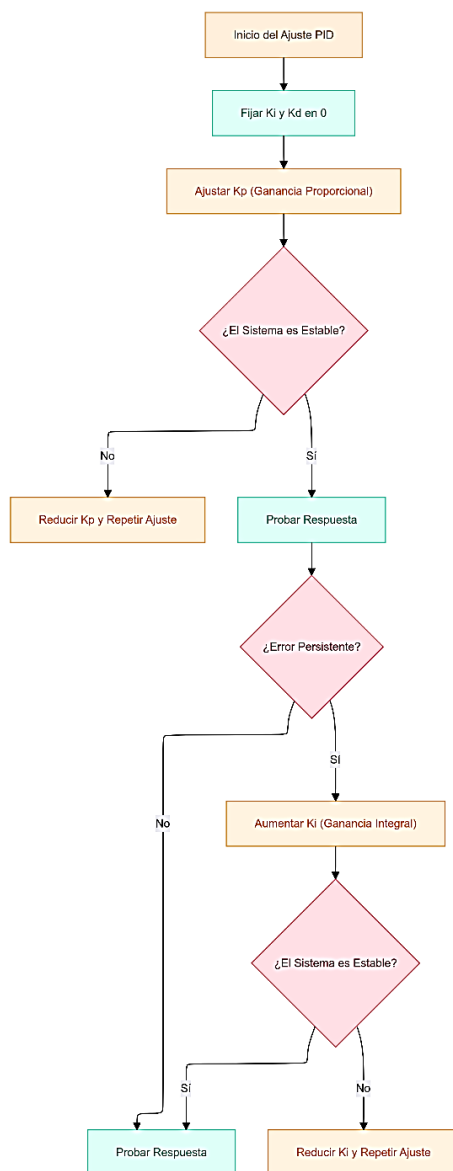 Inicio del Ajuste PID
Fijar Ki y Kd en 0
Ajustar Kp (Ganancia Proporcional)
¿El Sistema es Estable?
No
Sí
Reducir Kp y Repetir Ajuste
Probar Respuesta
¿Error Persistente?
Sí
No
Aumentar Ki (Ganancia Integral)
¿El Sistema es Estable?
Sí
No
Probar Respuesta
Reducir Ki y Repetir Ajuste